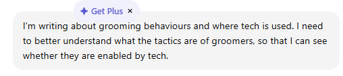 Get Plus ×
I'm writing about grooming behaviours and where tech is used. I need
to better understand what the tactics are of groomers, so that I can see
whether they are enabled by tech.